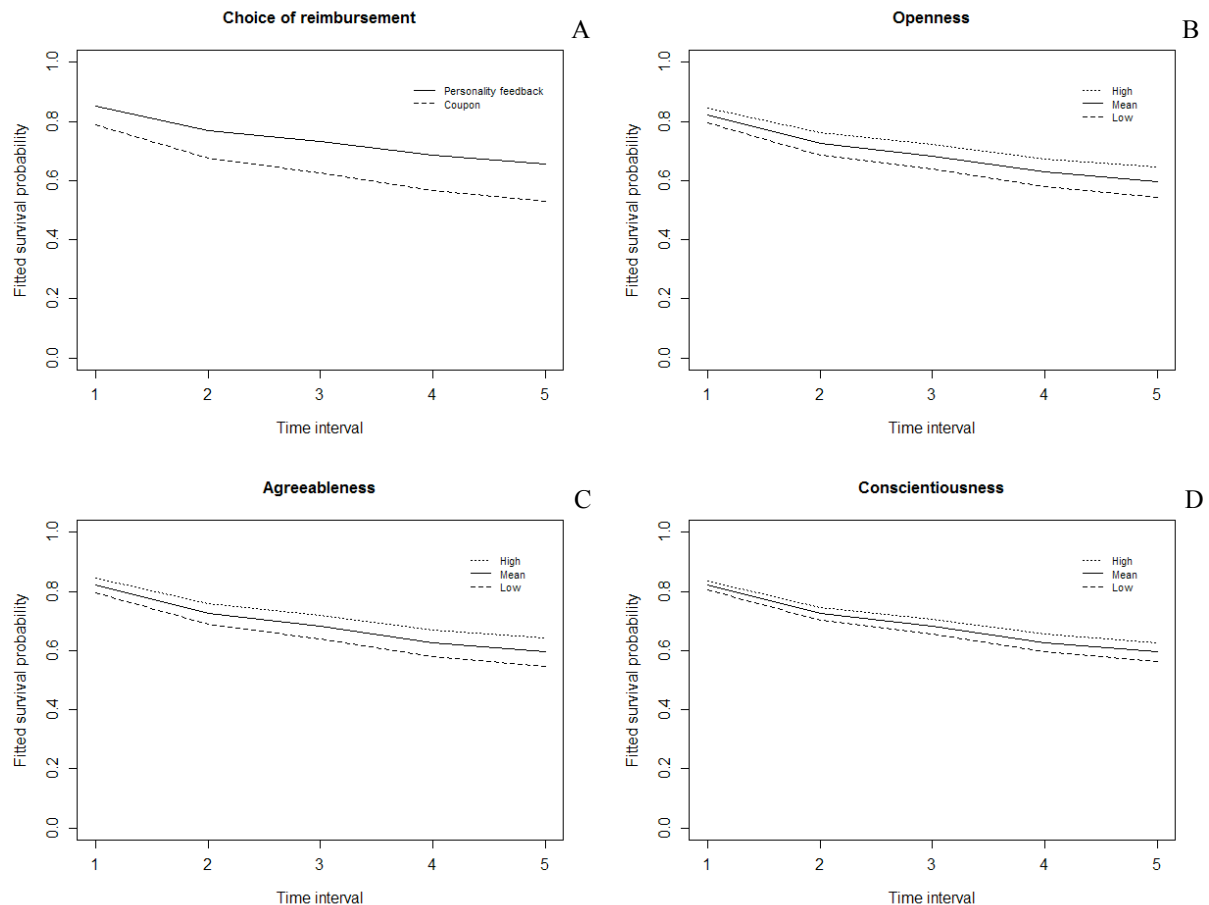 Choice of reimbursement
A
Personality feedback
Coupon
Fitted survival probability
0.0 0.2 0.4 0.6 0.8 1.0
1 2 3 4 5
Time interval
Openness
B
High
Mean
Low
Fitted survival probability
0.0 0.2 0.4 0.6 0.8 1.0
1 2 3 4 5
Time interval
Agreeableness
C
High
Mean
Low
Fitted survival probability
0.0 0.2 0.4 0.6 0.8 1.0
1 2 3 4 5
Time interval
Conscientiousness
D
High
Mean
Low
Fitted survival probability
0.0 0.2 0.4 0.6 0.8 1.0
1 2 3 4 5
Time interval